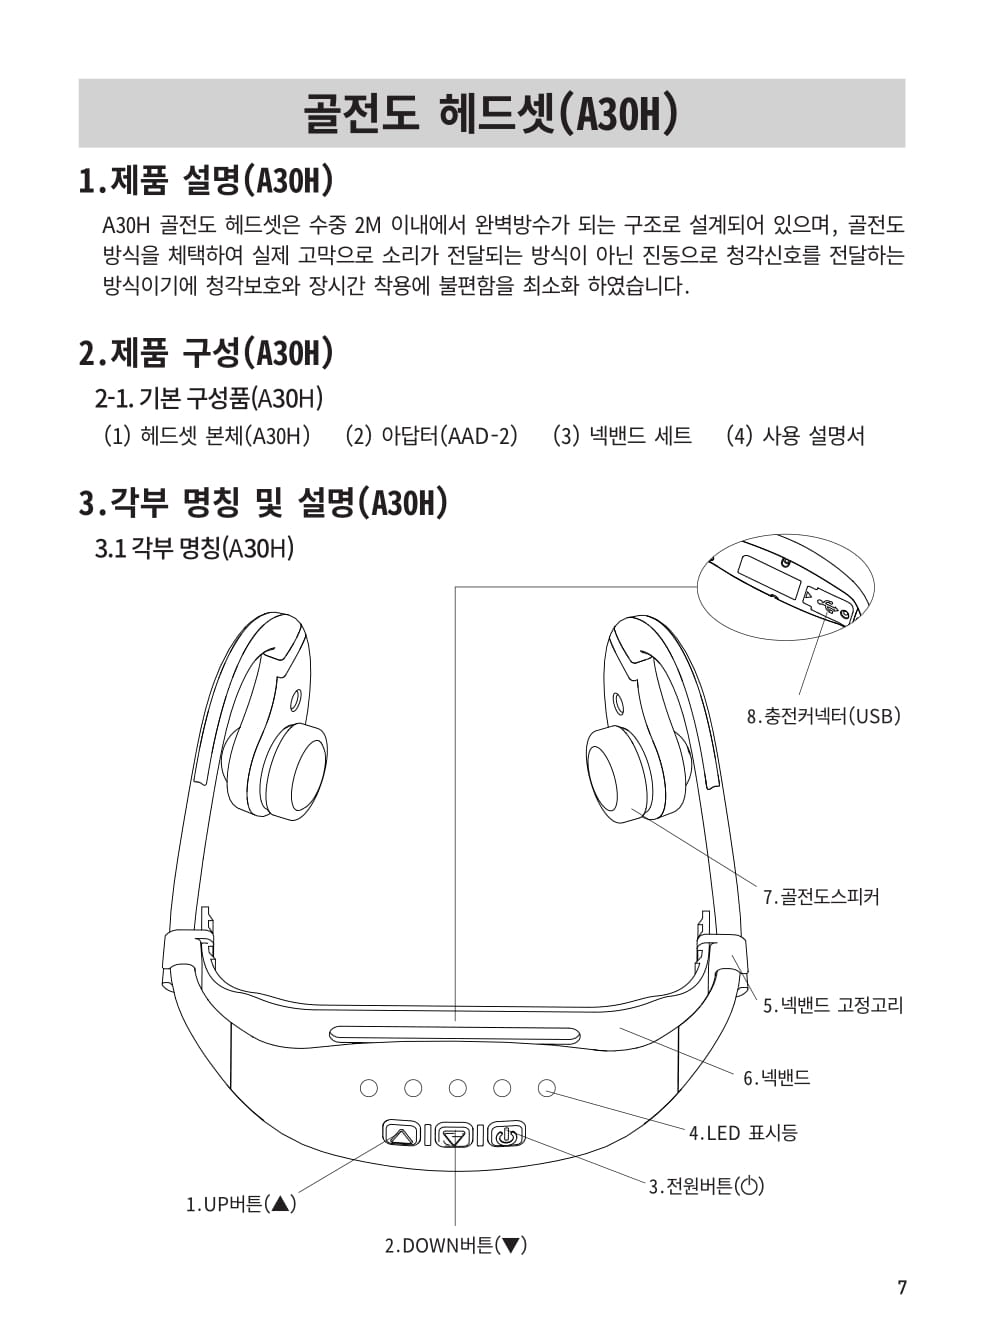 골전도 헤드셋(A30H)
1.제품 설명(A30H)
A30H 골전도 헤드셋은 수중 2M 이내에서 완벽방수가 되는 구조로 설계되어 있으며, 골전도
방식을 체택하여 실제 고막으로 소리가 전달되는 방식이 아닌 진동으로 청각신호를 전달하는
방식이기에 청각보호와 장시간 착용에 불편함을 최소화 하였습니다.
2.제품 구성(A30H)
2-1. 기본 구성품(A30H)
(1) 헤드셋 본체(A30H) (2) 아답터(AAD-2) (3) 넥밴드 세트 (4) 사용 설명서
3.각부 명칭 및 설명(A30H)
3.1 각부 명칭(A30H)
8.충전커넥터(USB)
7.골전도스피커
5.넥밴드 고정고리
6.넥밴드
4.LED 표시등
3.전원버튼(⏻)
1.UP버튼(▲)
2.DOWN버튼(▼)
7